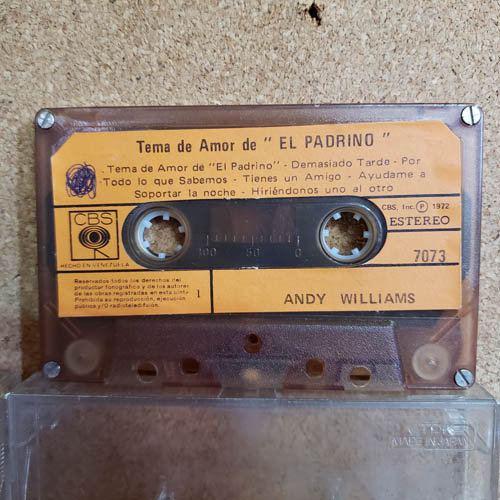 Tema de Amor de " EL PADRINO "
Tema de Amor de "El Padrino" - Demasiado Tarde - Por
Todo lo que Sabemos - Tienes un Amigo - Ayudame a
Soportar la noche - Hiriéndonos uno al otro
CBS
CBS, Inc. Ⓟ 1972
ESTEREO
HECHO EN VENEZUELA
100 50 0
7073
Reservados todos los derechos del
productor fonográfico y de los autores
de las obras registradas en esta cinta
Prohibida su reproducción, ejecución
pública y/o radioteledifusión.
1
ANDY WILLIAMS
TDK
MADE IN JAPAN